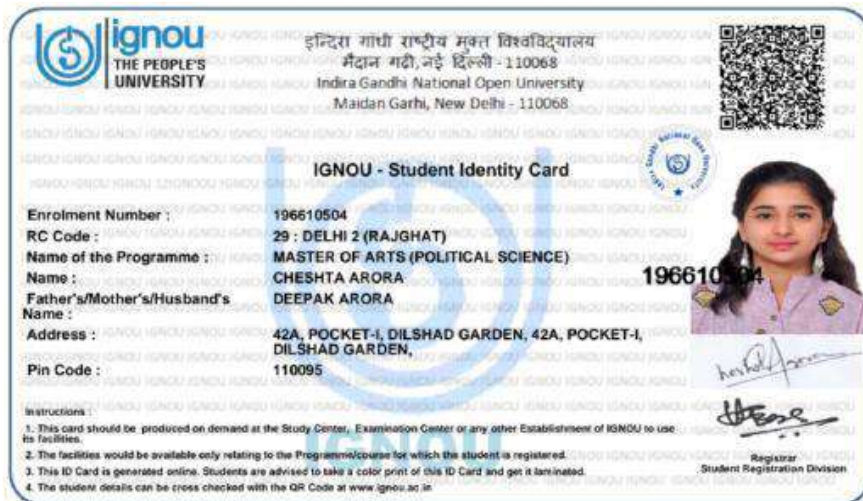 ignou
THE PEOPLE'S
UNIVERSITY
इन्दिरा गांधी राष्ट्रीय मुक्त विश्वविद्यालय
मैदान गढ़ी, नई दिल्ली - 110068
Indira Gandhi National Open University
Maidan Garhi, New Delhi - 110068
IGNOU - Student Identity Card
Enrolment Number : 196610504
RC Code : 29 : DELHI 2 (RAJGHAT)
Name of the Programme : MASTER OF ARTS (POLITICAL SCIENCE)
Name : CHESHTA ARORA
196610504
Father's/Mother's/Husband's DEEPAK ARORA
Name :
Address : 42A, POCKET-I, DILSHAD GARDEN, 42A, POCKET-I,
DILSHAD GARDEN,
Pin Code : 110095
Instructions :
1. This card should be produced on demand at the Study Center, Examination Center or any other Establishment of IGNOU to use
its facilities.
2. The facilities would be available only relating to the Programme/course for which the student is registered.
3. This ID Card is generated online. Students are advised to take a color print of this ID Card and get it laminated.
4. The student details can be cross checked with the QR Code at www.ignou.ac.in
Registrar
Student Registration Division
IGNOU